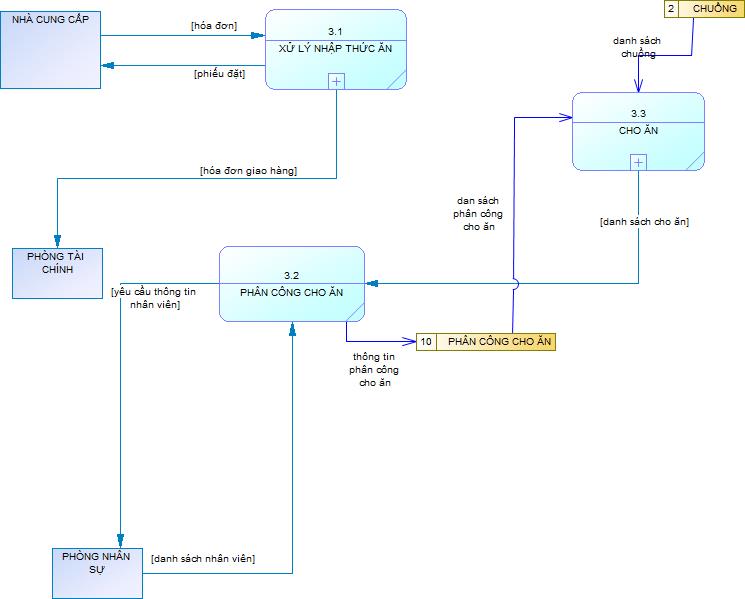 NHÀ CUNG CẤP
[hóa đơn]
[phiếu đặt]
3.1
XỬ LÝ NHẬP THỨC ĂN
2 CHUỒNG
danh sách
chuồng
3.3
CHO ĂN
[hóa đơn giao hàng]
dan sách
phân công
cho ăn
[danh sách cho ăn]
PHÒNG TÀI
CHÍNH
3.2
PHÂN CÔNG CHO ĂN
[yêu cầu thông tin
nhân viên]
10 PHÂN CÔNG CHO ĂN
thông tin
phân công
cho ăn
PHÒNG NHÂN
SỰ
[danh sách nhân viên]